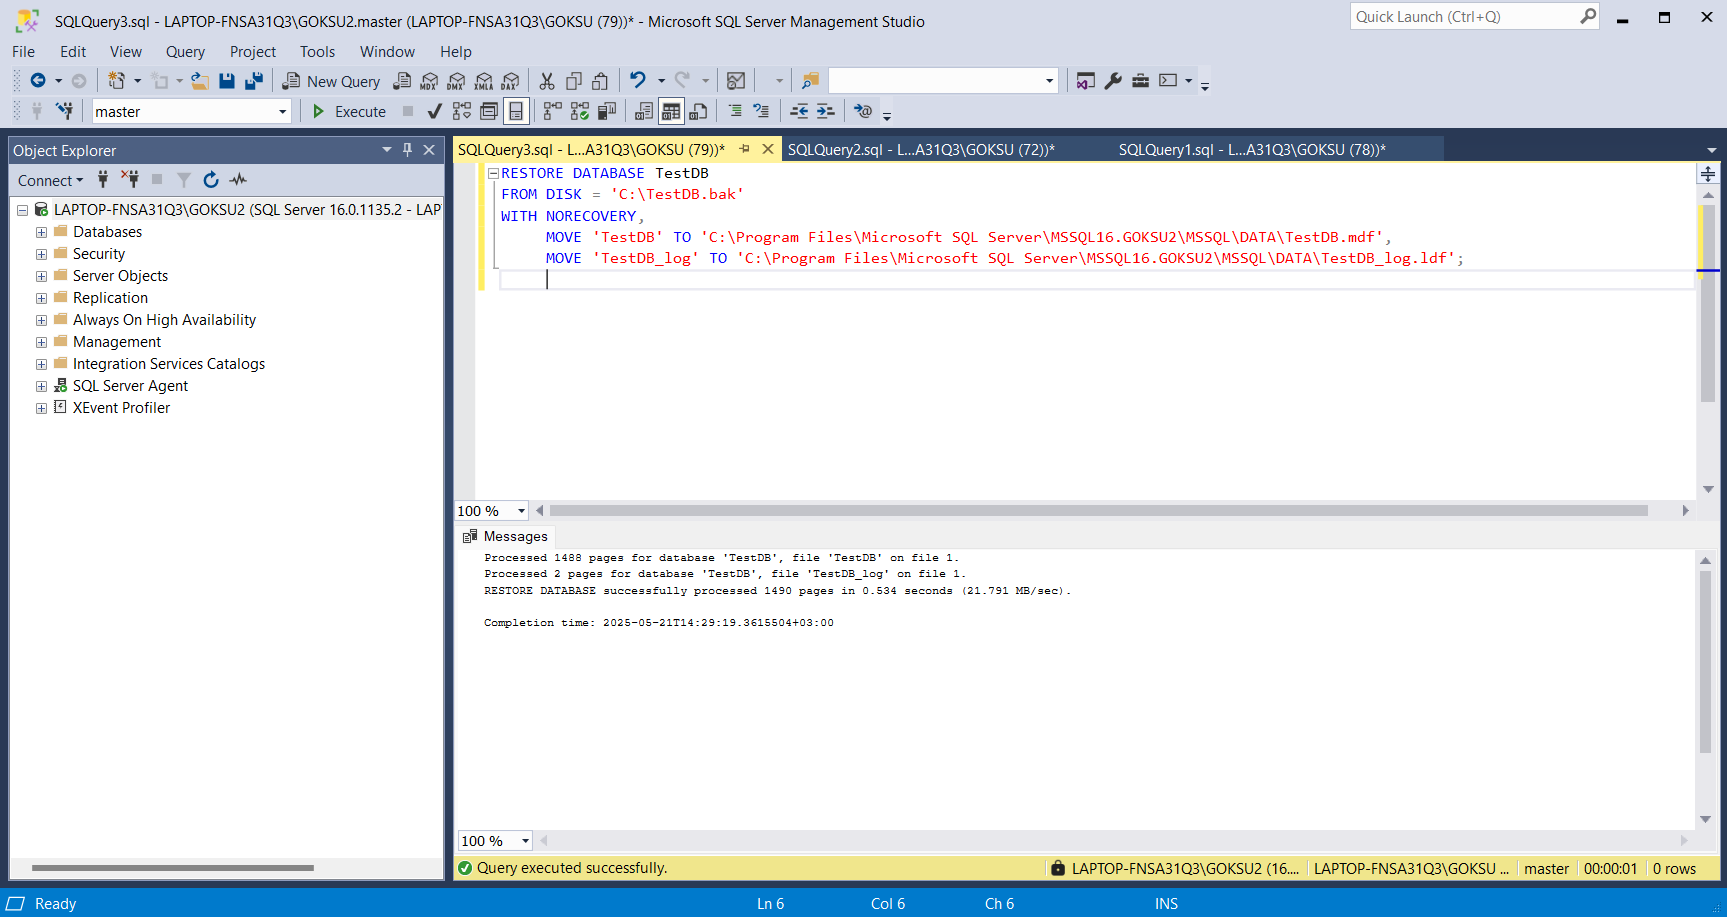 SQLQuery3.sql - LAPTOP-FNSA31Q3\GOKSU2.master (LAPTOP-FNSA31Q3\GOKSU (79))* - Microsoft SQL Server Management Studio
Quick Launch (Ctrl+Q)
File Edit View Query Project Tools Window Help
New Query MDX DMX XMLA DAX
master Execute
Object Explorer
Connect
LAPTOP-FNSA31Q3\GOKSU2 (SQL Server 16.0.1135.2 - LAP
Databases
Security
Server Objects
Replication
Always On High Availability
Management
Integration Services Catalogs
SQL Server Agent
XEvent Profiler
SQLQuery3.sql - L...A31Q3\GOKSU (79))* SQLQuery2.sql - L...A31Q3\GOKSU (72))* SQLQuery1.sql - L...A31Q3\GOKSU (78))*
RESTORE DATABASE TestDB
FROM DISK = 'C:\TestDB.bak'
WITH NORECOVERY,
MOVE 'TestDB' TO 'C:\Program Files\Microsoft SQL Server\MSSQL16.GOKSU2\MSSQL\DATA\TestDB.mdf',
MOVE 'TestDB_log' TO 'C:\Program Files\Microsoft SQL Server\MSSQL16.GOKSU2\MSSQL\DATA\TestDB_log.ldf';
100 %
Messages
Processed 1488 pages for database 'TestDB', file 'TestDB' on file 1.
Processed 2 pages for database 'TestDB', file 'TestDB_log' on file 1.
RESTORE DATABASE successfully processed 1490 pages in 0.534 seconds (21.791 MB/sec).
Completion time: 2025-05-21T14:29:19.3615504+03:00
100 %
Query executed successfully. LAPTOP-FNSA31Q3\GOKSU2 (16.... LAPTOP-FNSA31Q3\GOKSU ... master 00:00:01 0 rows
Ready Ln 6 Col 6 Ch 6 INS